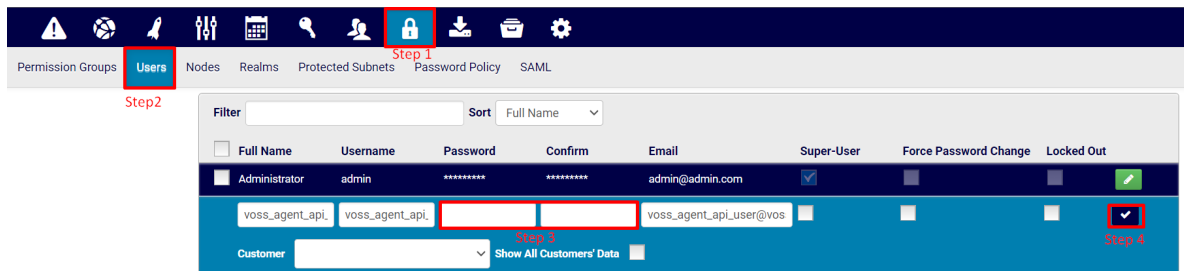 Step 1
Permission Groups Users Nodes Realms Protected Subnets Password Policy SAML
Step2
Filter Sort Full Name
Full Name Username Password Confirm Email Super-User Force Password Change Locked Out
Administrator admin ********* ********* admin@admin.com
voss_agent_api_ voss_agent_api_ voss_agent_api_user@vos
Step 3 Step 4
Customer Show All Customers' Data